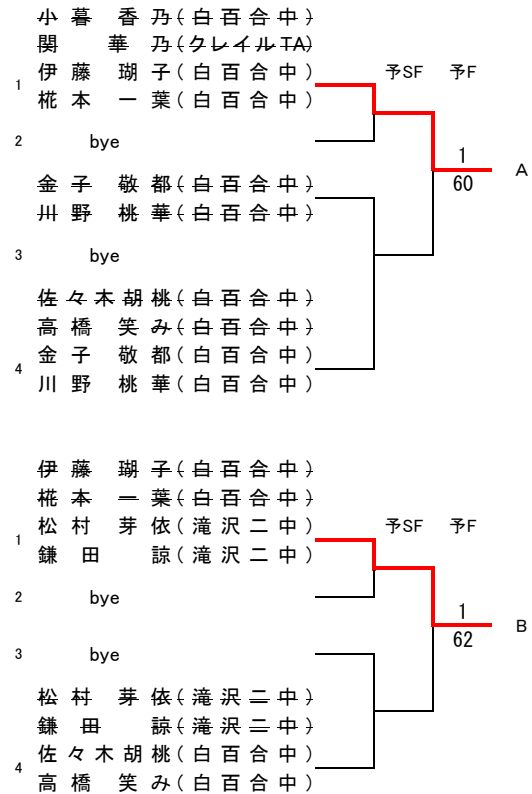 小暮香乃(白百合中)
関華乃(クレイルTA)
伊藤瑚子(白百合中) 予SF 予F
1
椛本一葉(白百合中)
2 bye
1 A
60
金子敬都(白百合中)
川野桃華(白百合中)
3 bye
佐々木胡桃(白百合中)
高橋笑み(白百合中)
金子敬都(白百合中)
4
川野桃華(白百合中)
伊藤瑚子(白百合中)
椛本一葉(白百合中)
松村芽依(滝沢二中) 予SF 予F
1
鎌田諒(滝沢二中)
2 bye
1 B
62
3 bye
松村芽依(滝沢二中)
鎌田諒(滝沢二中)
佐々木胡桃(白百合中)
4
高橋笑み(白百合中)